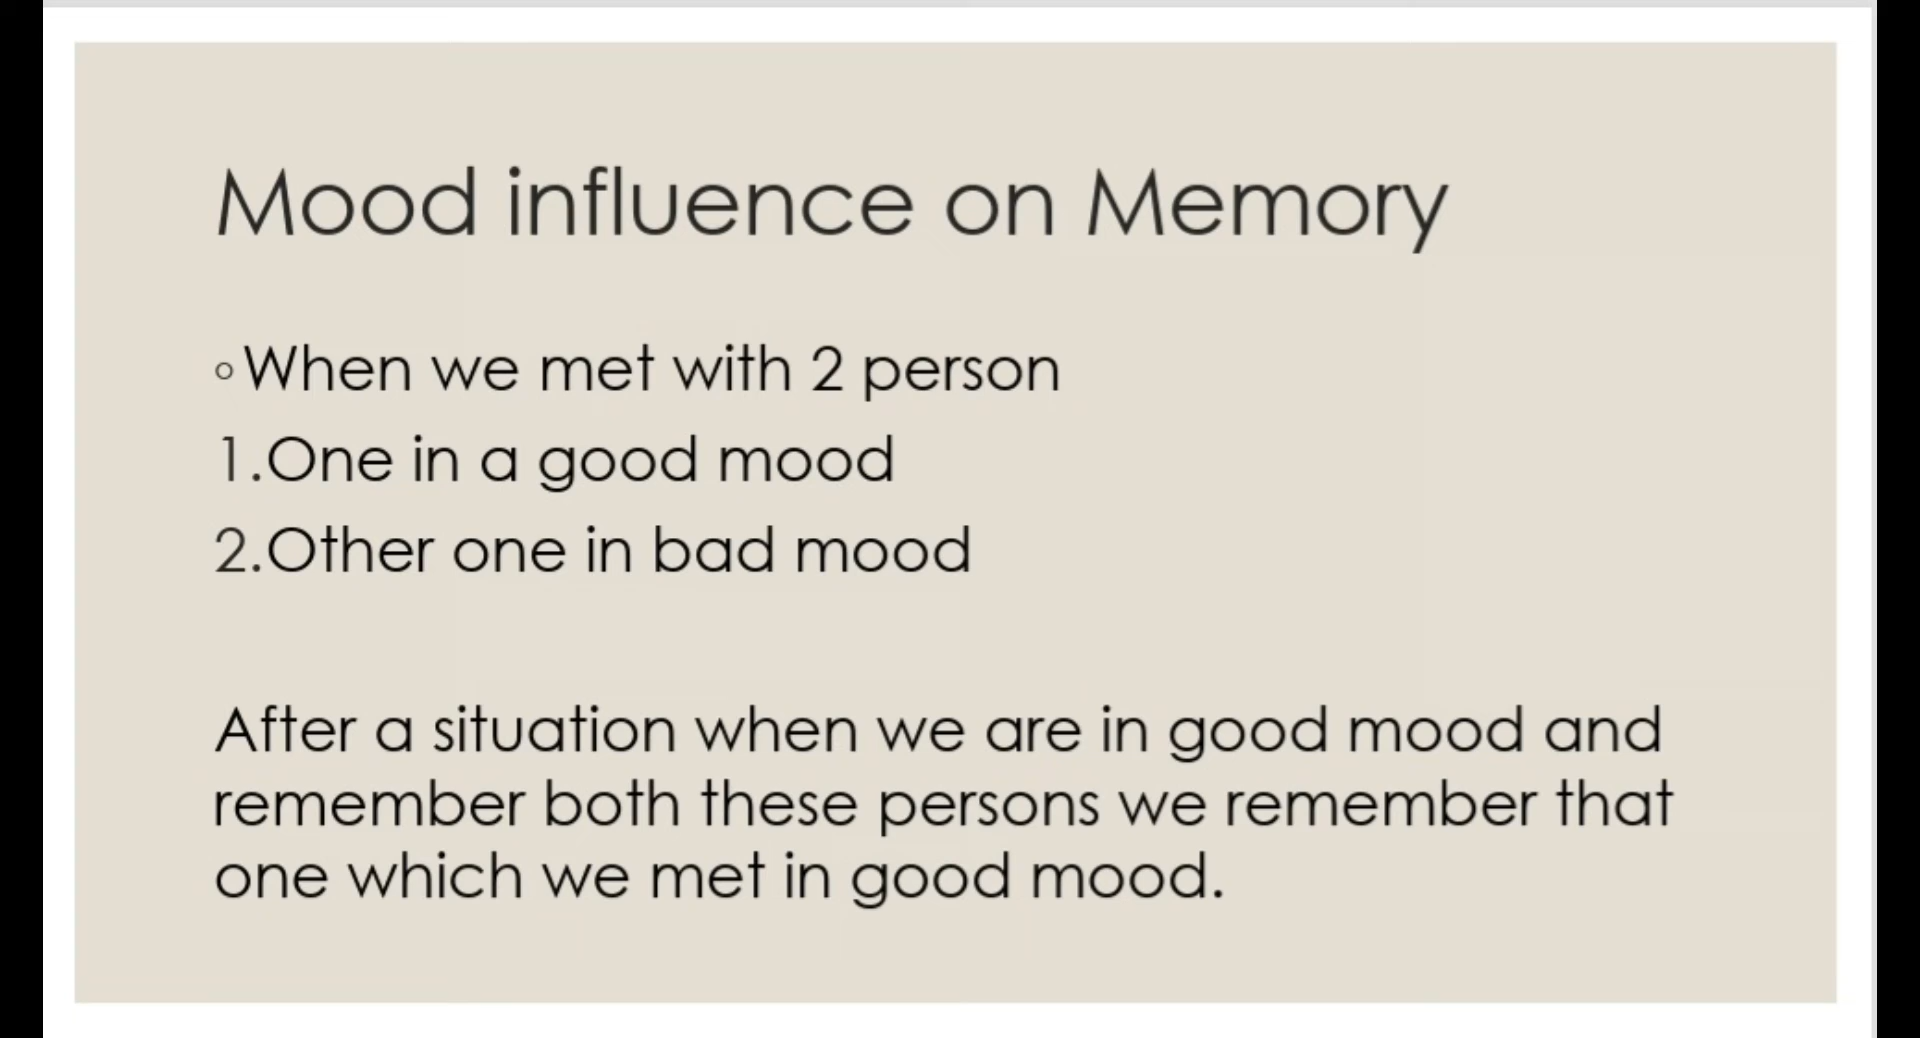 Mood influence on Memory
◦When we met with 2 person
1.One in a good mood
2.Other one in bad mood
After a situation when we are in good mood and
remember both these persons we remember that
one which we met in good mood.